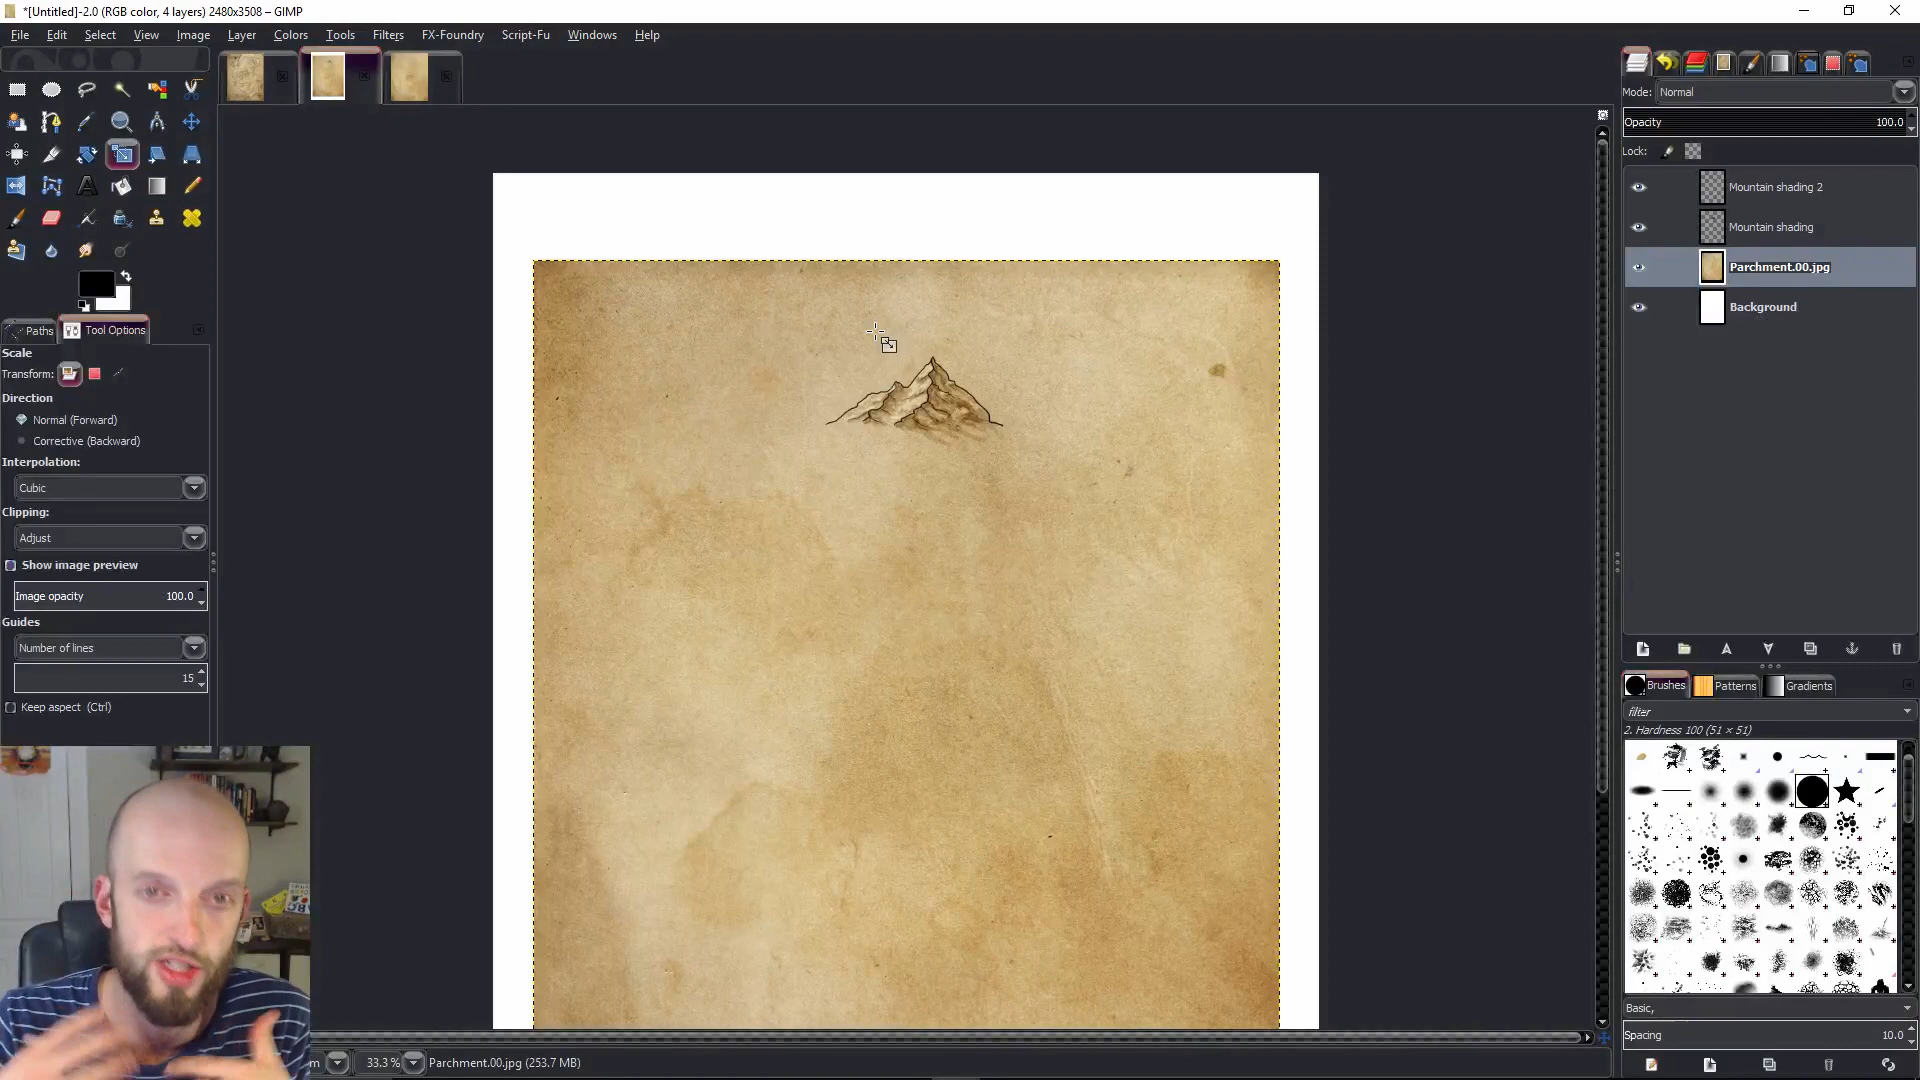 *[Untitled]-2.0 (RGB color, 4 layers) 2480x3508 – GIMP
File Edit Select View Image Layer Colors Tools Filters FX-Foundry Script-Fu Windows Help
Mode: Normal
Opacity 100.0
Lock:
Mountain shading 2
Mountain shading
Parchment.00.jpg
Background
Paths Tool Options
Scale
Transform:
Direction
Normal (Forward)
Corrective (Backward)
Interpolation:
Cubic
Clipping:
Adjust
Show image preview
Image opacity 100.0
Guides
Number of lines
15
Keep aspect (Ctrl)
Brushes Patterns Gradients
filter
2. Hardness 100 (51 × 51)
Basic,
Spacing 10.0
33.3 % Parchment.00.jpg (253.7 MB)